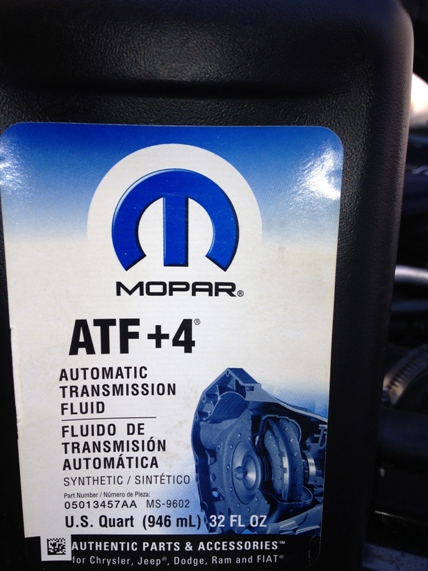 MOPAR®
ATF+4®
AUTOMATIC
TRANSMISSION
FLUID
FLUIDO DE
TRANSMISIÓN
AUTOMÁTICA
SYNTHETIC / SINTÉTICO
Part Number / Número de Pieza:
05013457AA MS-9602
U.S. Quart (946 mL) 32 FL OZ
AUTHENTIC PARTS & ACCESSORIES™
for Chrysler, Jeep®, Dodge, Ram and FIAT®